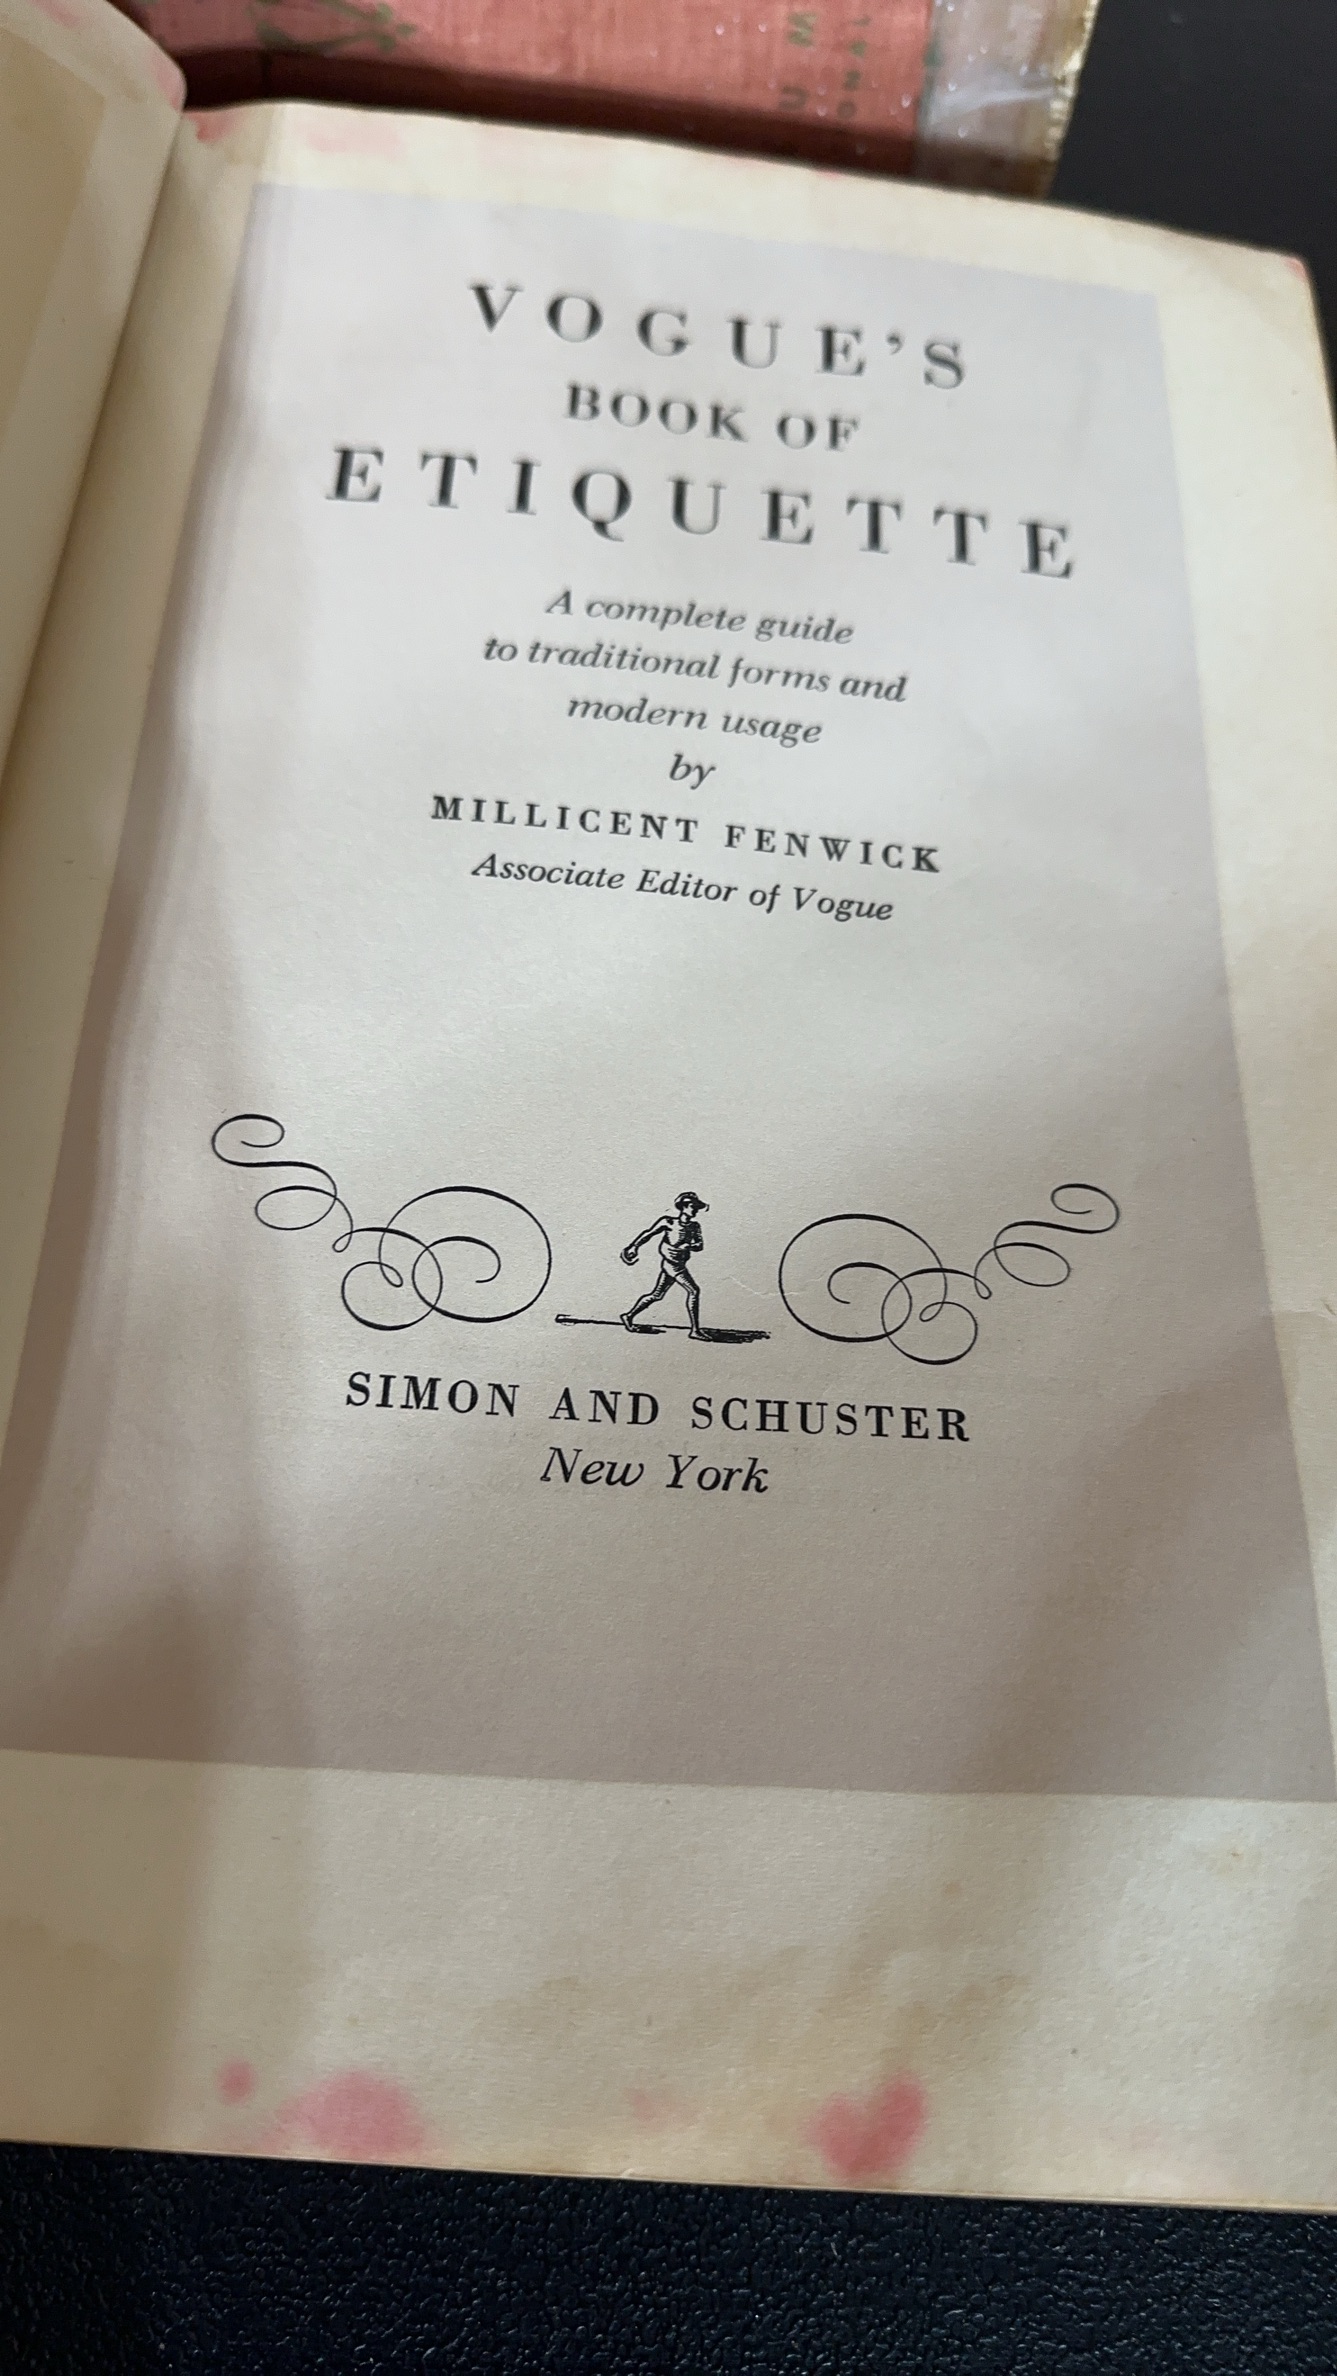 VOGUE'S
BOOK OF
ETIQUETTE
A complete guide
to traditional forms and
modern usage
by
MILLICENT FENWICK
Associate Editor of Vogue
SIMON AND SCHUSTER
New York